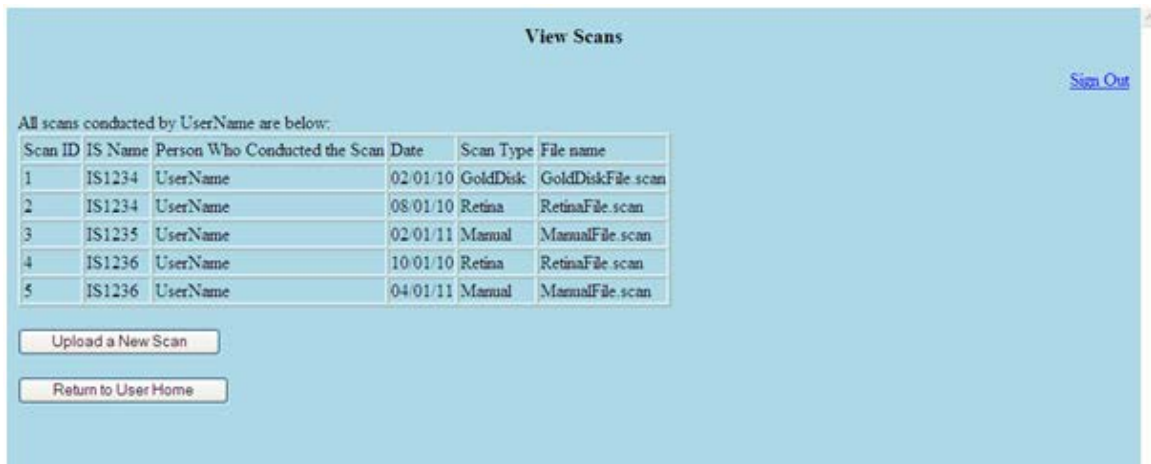 View Scans
Sign Out
All scans conducted by UserName are below:
Scan ID IS Name Person Who Conducted the Scan Date Scan Type File name
1 IS1234 UserName 02/01/10 GoldDisk GoldDiskFile.scan
2 IS1234 UserName 08/01/10 Retina RetinaFile.scan
3 IS1235 UserName 02/01/11 Manual ManualFile.scan
4 IS1236 UserName 10/01/10 Retina RetinaFile.scan
5 IS1236 UserName 04/01/11 Manual ManualFile.scan
Upload a New Scan
Return to User Home